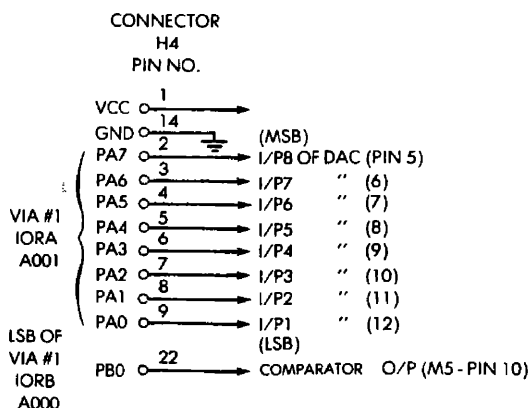 CONNECTOR
H4
PIN NO.
VCC 1
GND 14
(MSB)
PA7 2 I/P8 OF DAC (PIN 5)
PA6 3 I/P7 " (6)
PA5 4 I/P6 " (7)
PA4 5 I/P5 " (8)
PA3 6 I/P4 " (9)
PA2 7 I/P3 " (10)
PA1 8 I/P2 " (11)
PA0 9 I/P1 " (12)
(LSB)
VIA #1
IORA
A001
LSB OF
VIA #1
IORB
A000
PB0 22 COMPARATOR O/P (M5 - PIN 10)